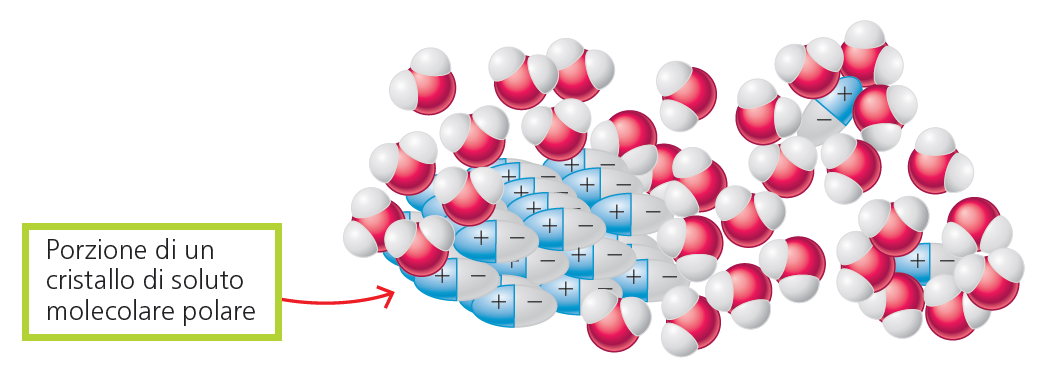 Porzione di un
cristallo di soluto
molecolare polare